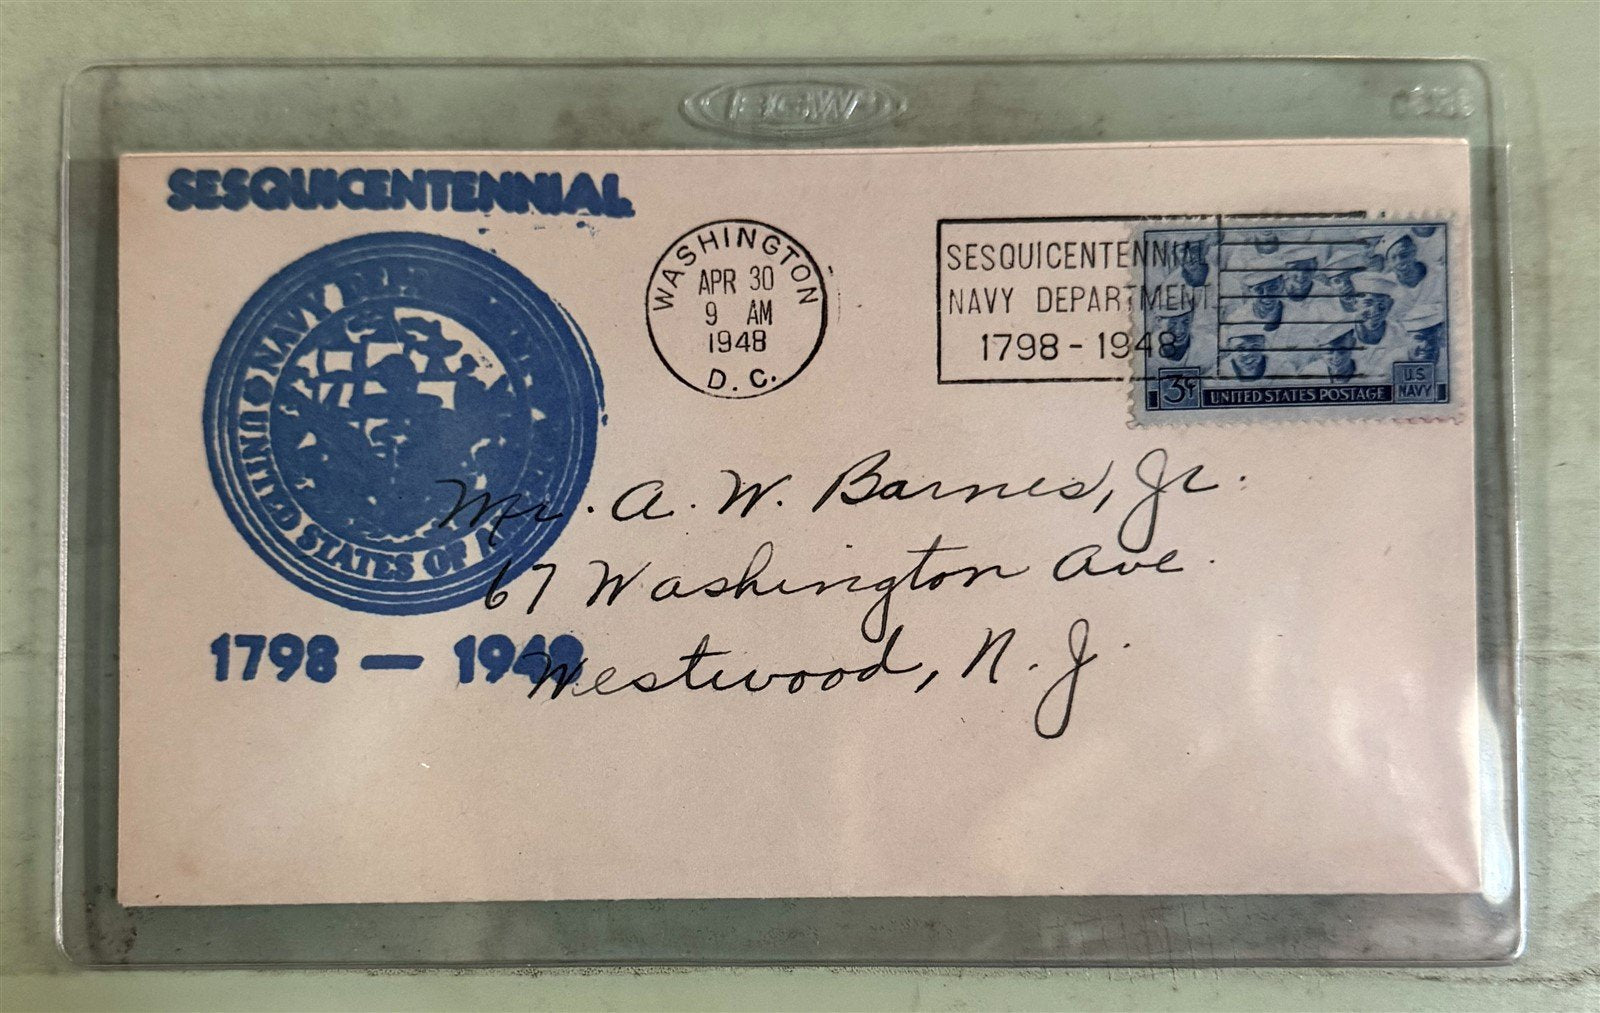 SESQUICENTENNIAL
NAVY
UNITED STATES OF
1798 — 1948
WASHINGTON
APR 30
9 AM
1948
D. C.
SESQUICENTENNIAL
NAVY DEPARTMENT
1798 - 1948
3¢
UNITED STATES POSTAGE
U.S.
NAVY
Mr. A. W. Barnes, Jr.
67 Washington Ave.
Westwood, N. J.